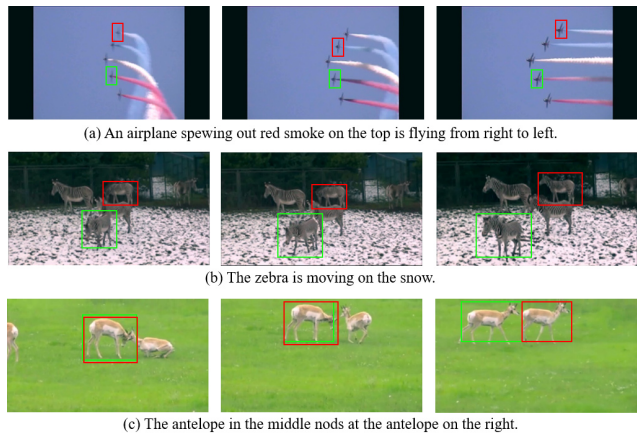 (a) An airplane spewing out red smoke on the top is flying from right to left.
(b) The zebra is moving on the snow.
(c) The antelope in the middle nods at the antelope on the right.